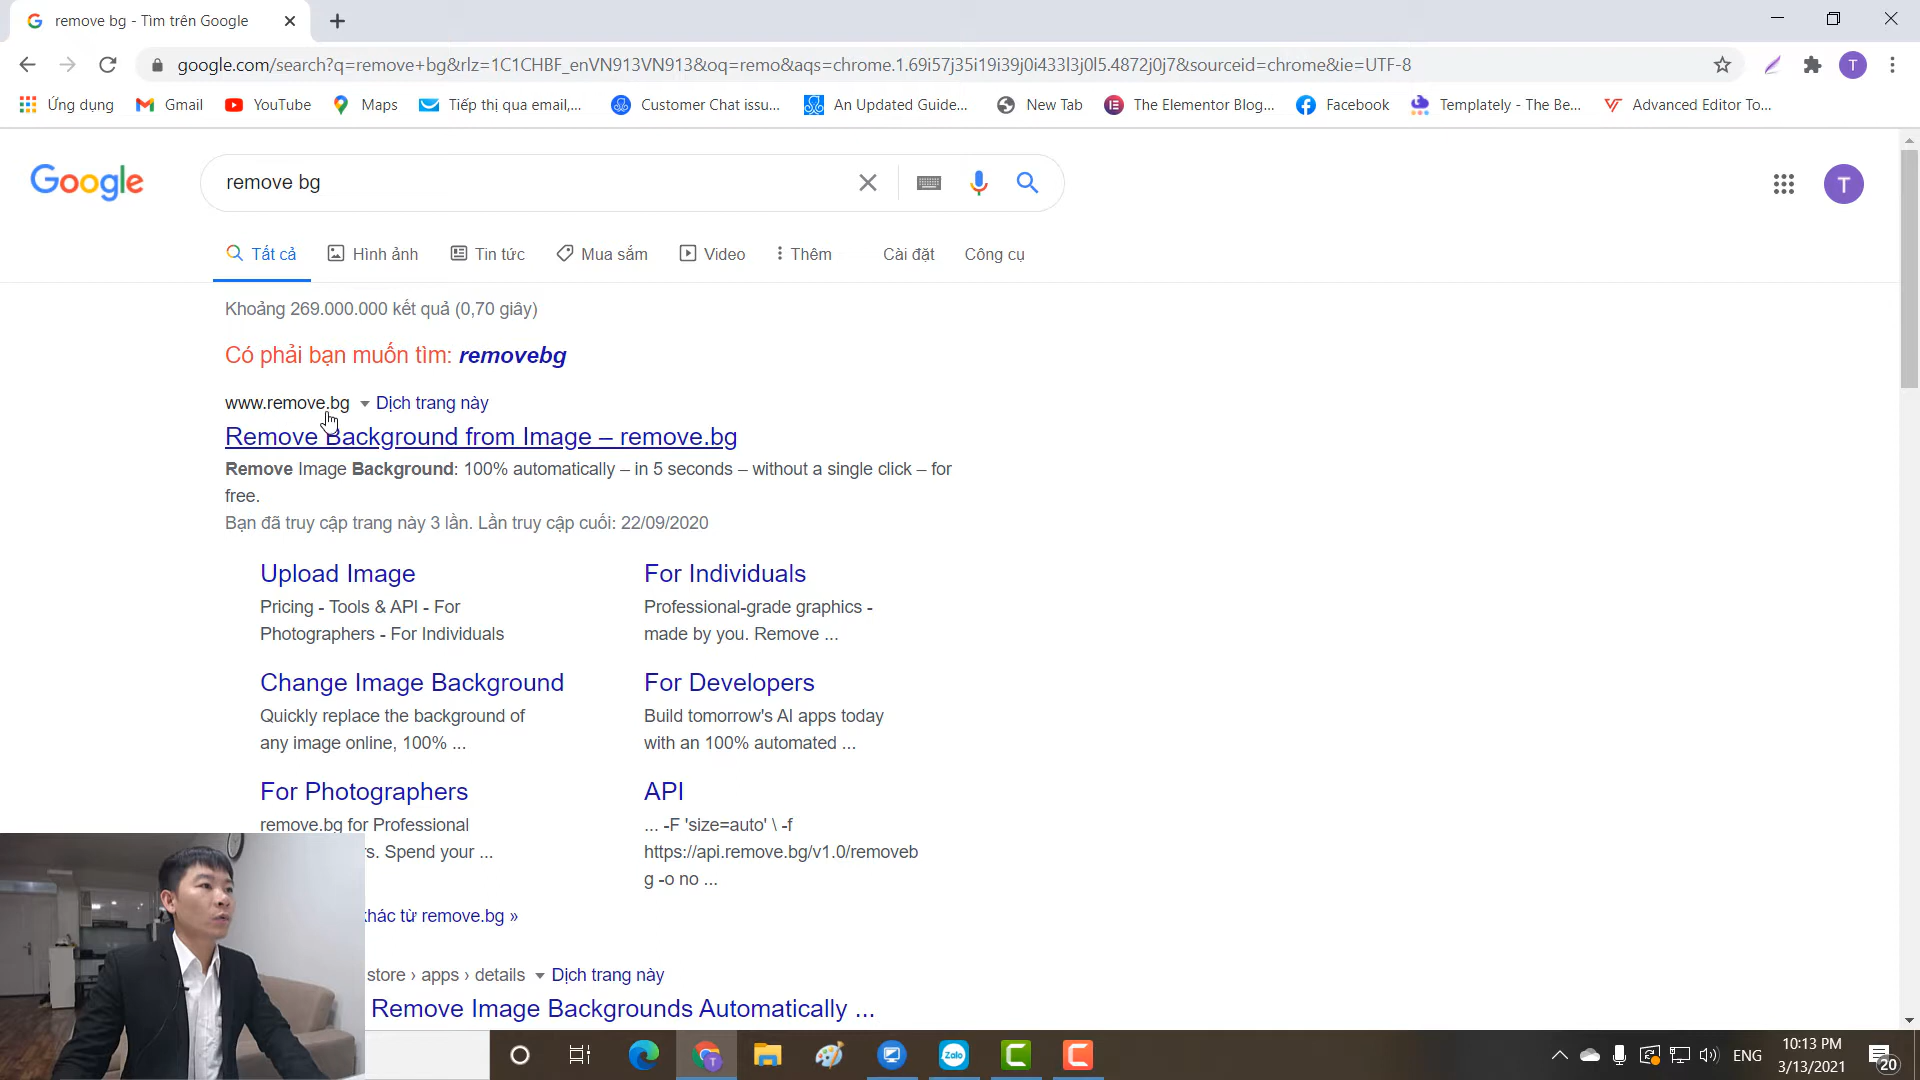 remove bg - Tìm trên Google
google.com/search?q=remove+bg&rlz=1C1CHBF_enVN913VN913&oq=remo&aqs=chrome.1.69i57j35i19i39j0i433l3j0l5.4872j0j7&sourceid=chrome&ie=UTF-8
T
Ứng dụng Gmail YouTube Maps Tiếp thị qua email,... Customer Chat issu... An Updated Guide... New Tab The Elementor Blog... Facebook Templately - The Be... Advanced Editor To...
Google
remove bg
T
Tất cả Hình ảnh Tin tức Mua sắm Video Thêm Cài đặt Công cụ
Khoảng 269.000.000 kết quả (0,70 giây)
Có phải bạn muốn tìm: removebg
www.remove.bg Dịch trang này
Remove Background from Image – remove.bg
Remove Image Background: 100% automatically – in 5 seconds – without a single click – for
free.
Bạn đã truy cập trang này 3 lần. Lần truy cập cuối: 22/09/2020
Upload Image
Pricing - Tools & API - For
Photographers - For Individuals
For Individuals
Professional-grade graphics -
made by you. Remove ...
Change Image Background
Quickly replace the background of
any image online, 100% ...
For Developers
Build tomorrow's AI apps today
with an 100% automated ...
For Photographers
remove.bg for Professional
rs. Spend your ...
API
... -F 'size=auto' \ -f
https://api.remove.bg/v1.0/removeb
g -o no ...
khác từ remove.bg »
store › apps › details Dịch trang này
Remove Image Backgrounds Automatically ...
T
Zalo
ENG
10:13 PM
3/13/2021
20